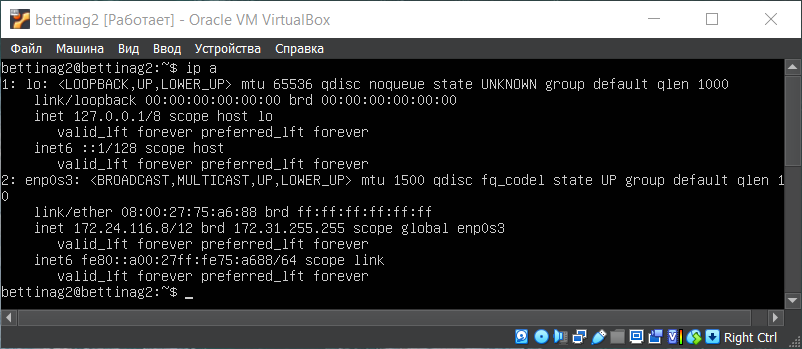 bettinag2 [Работает] - Oracle VM VirtualBox
Файл Машина Вид Ввод Устройства Справка
bettinag2@bettinag2:~$ ip a
1: lo: <LOOPBACK,UP,LOWER_UP> mtu 65536 qdisc noqueue state UNKNOWN group default qlen 1000
    link/loopback 00:00:00:00:00:00 brd 00:00:00:00:00:00
    inet 127.0.0.1/8 scope host lo
       valid_lft forever preferred_lft forever
    inet6 ::1/128 scope host
       valid_lft forever preferred_lft forever
2: enp0s3: <BROADCAST,MULTICAST,UP,LOWER_UP> mtu 1500 qdisc fq_codel state UP group default qlen 10
0
    link/ether 08:00:27:75:a6:88 brd ff:ff:ff:ff:ff:ff
    inet 172.24.116.8/12 brd 172.31.255.255 scope global enp0s3
       valid_lft forever preferred_lft forever
    inet6 fe80::a00:27ff:fe75:a688/64 scope link
       valid_lft forever preferred_lft forever
bettinag2@bettinag2:~$ _
Right Ctrl